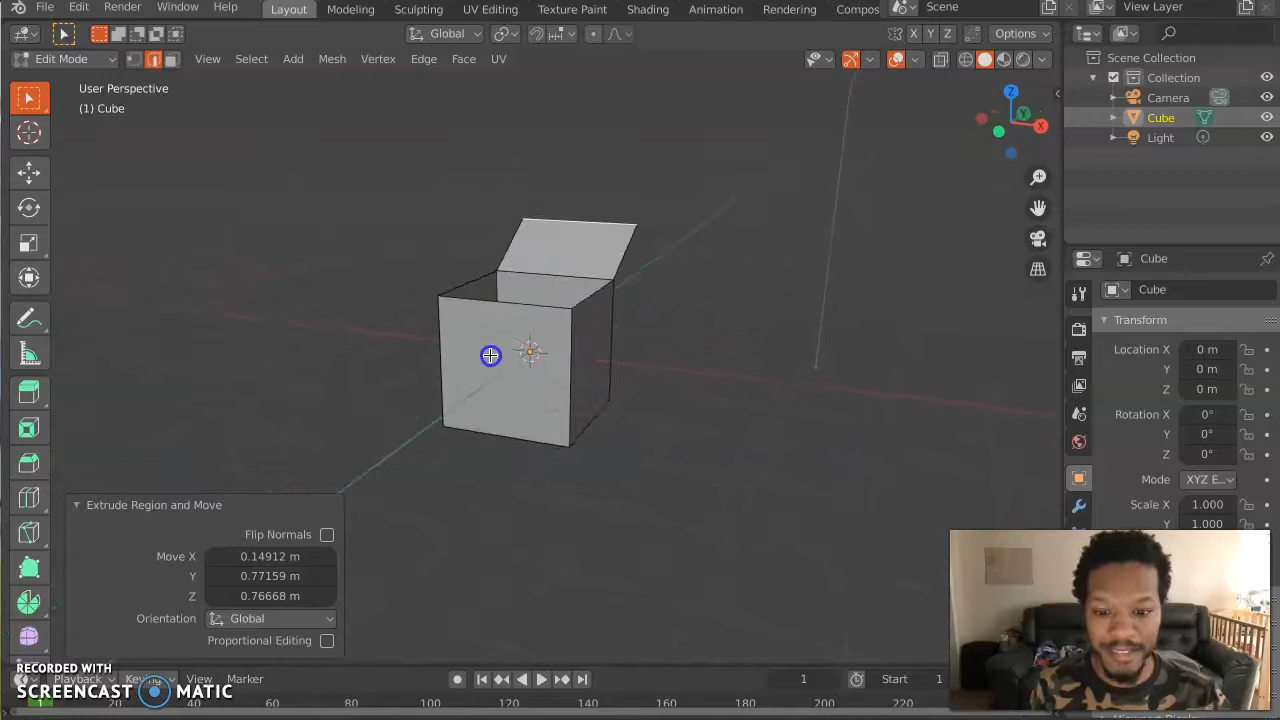 File Edit Render Window Help Layout Modeling Sculpting UV Editing Texture Paint Shading Animation Rendering Compos Scene View Layer
Global Options
Edit Mode View Select Add Mesh Vertex Edge Face UV
X Y Z
User Perspective
(1) Cube
Z
Y
X
Scene Collection
Collection
Camera
Cube
Light
Cube
Cube
Transform
Location X 0 m
Y 0 m
Z 0 m
Rotation X 0°
Y 0°
Z 0°
Mode XYZ E...
Scale X 1.000
Y 1.000
Extrude Region and Move
Flip Normals
Move X 0.14912 m
Y 0.77159 m
Z 0.76668 m
Orientation Global
Proportional Editing
RECORDED WITH
SCREENCAST MATIC
Playback Keying View Marker 1 Start 1
1 20 40 60 80 100 120 140 160 180 200 220